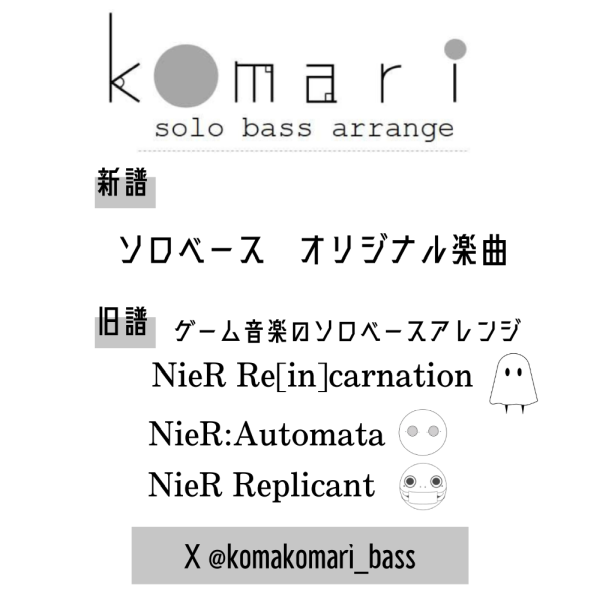 komari
solo bass arrange
新譜
ソロベース　オリジナル楽曲
旧譜
ゲーム音楽のソロベースアレンジ
NieR Re[in]carnation
NieR:Automata
NieR Replicant
X @komakomari_bass